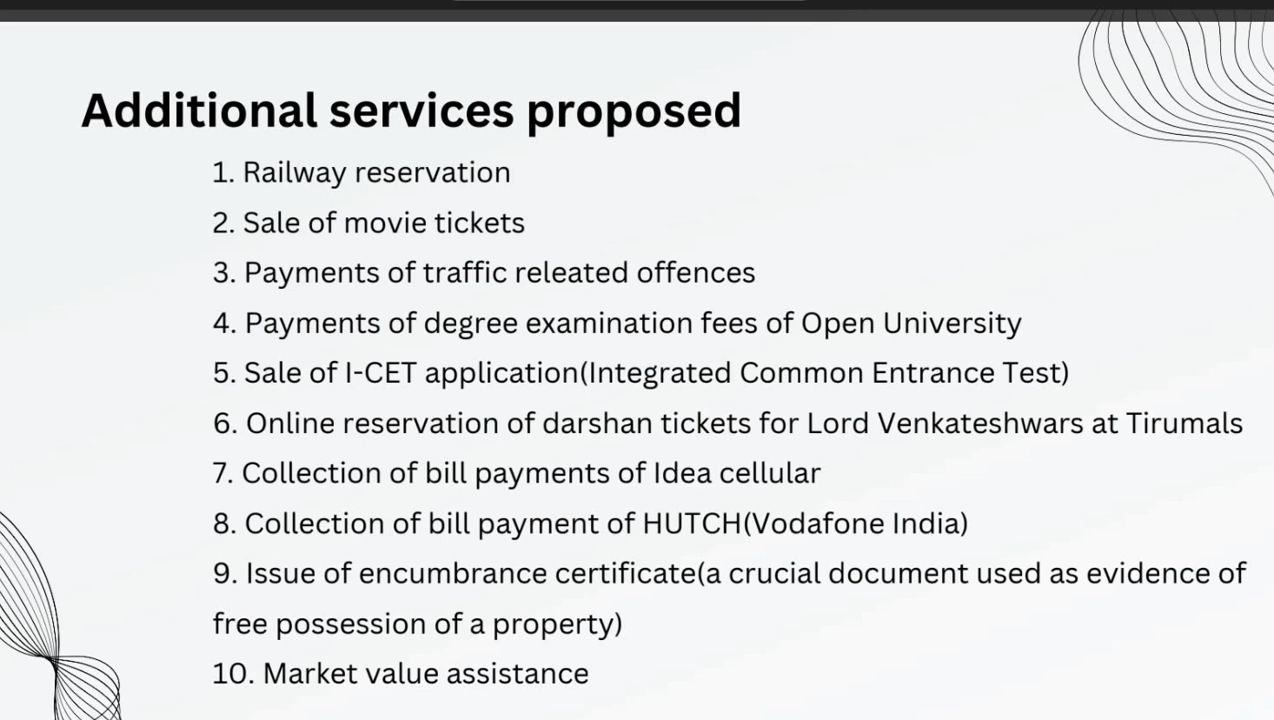 Additional services proposed
1. Railway reservation
2. Sale of movie tickets
3. Payments of traffic releated offences
4. Payments of degree examination fees of Open University
5. Sale of I-CET application(Integrated Common Entrance Test)
6. Online reservation of darshan tickets for Lord Venkateshwars at Tirumals
7. Collection of bill payments of Idea cellular
8. Collection of bill payment of HUTCH(Vodafone India)
9. Issue of encumbrance certificate(a crucial document used as evidence of
free possession of a property)
10. Market value assistance